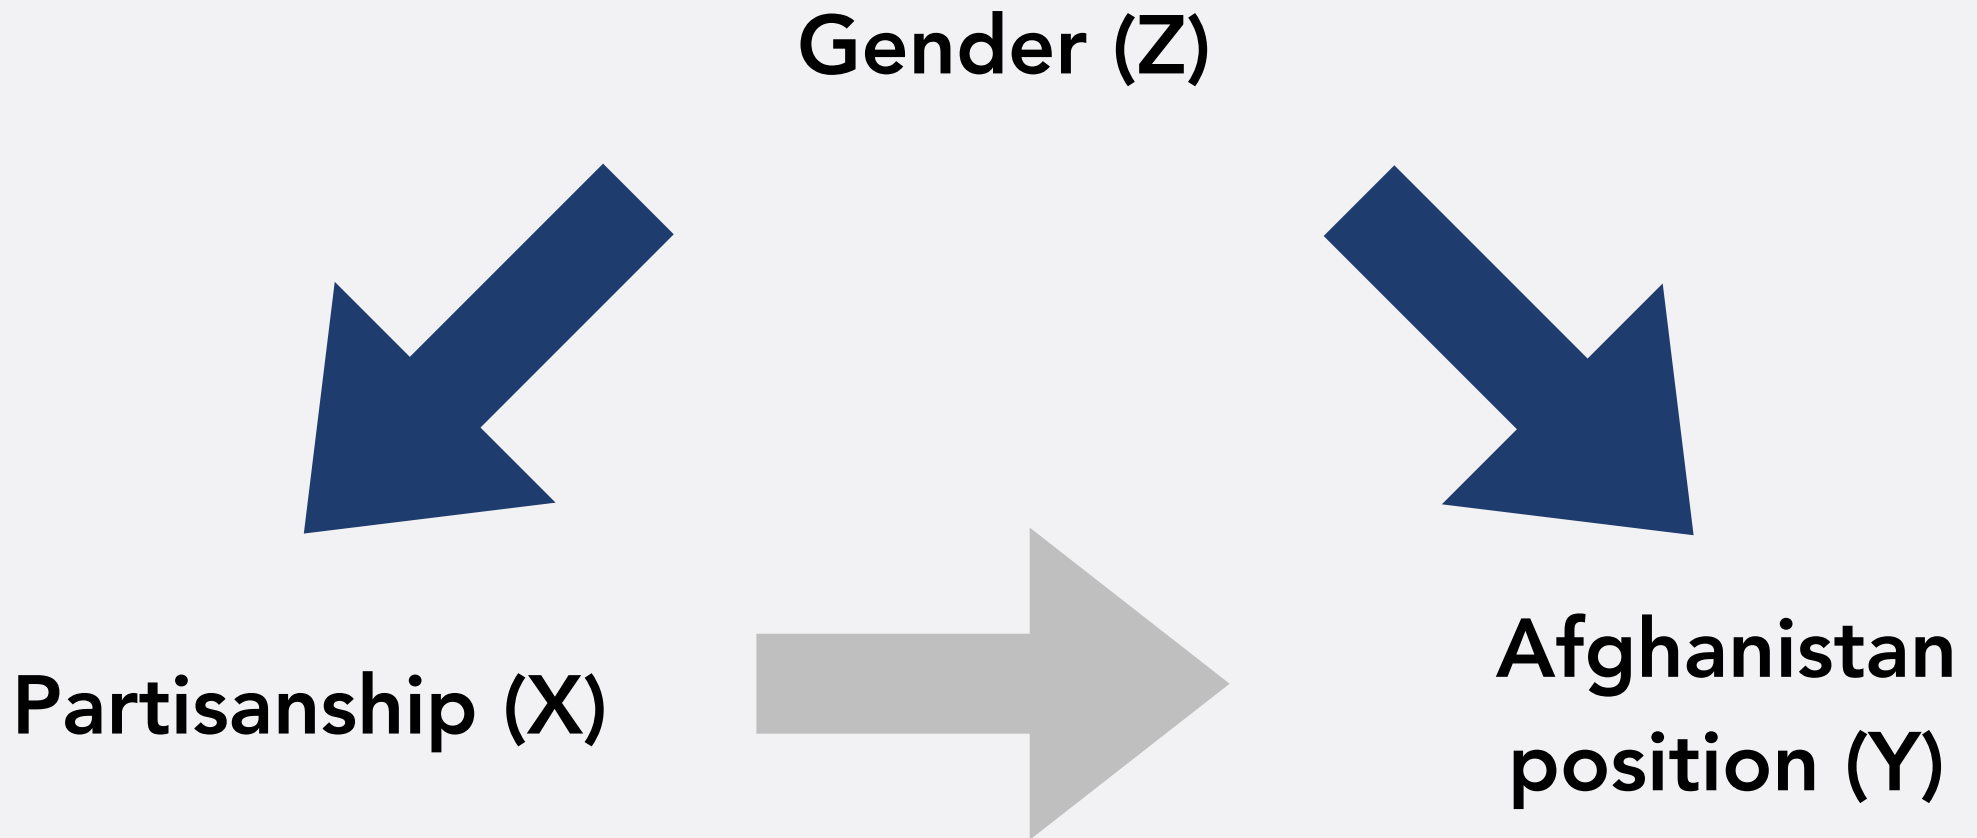 Gender (Z)
Partisanship (X)
Afghanistan
position (Y)